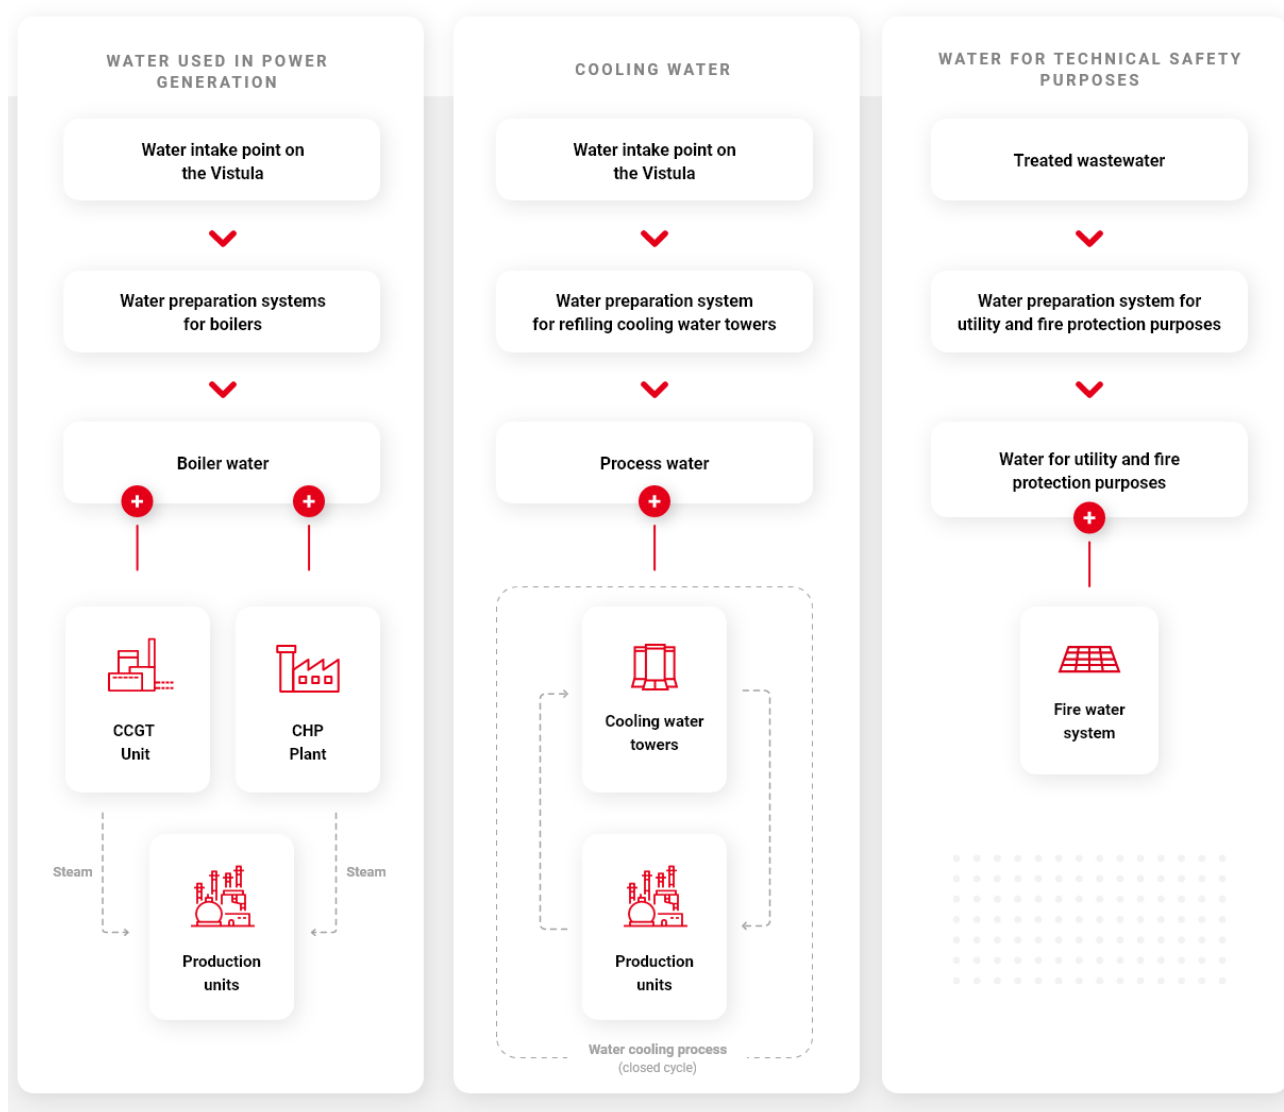 WATER USED IN POWER
GENERATION
Water intake point on
the Vistula
Water preparation systems
for boilers
Boiler water
CCGT
Unit
CHP
Plant
Steam
Steam
Production
units
COOLING WATER
Water intake point on
the Vistula
Water preparation system
for refiling cooling water towers
Process water
Cooling water
towers
Production
units
Water cooling process
(closed cycle)
WATER FOR TECHNICAL SAFETY
PURPOSES
Treated wastewater
Water preparation system for
utility and fire protection purposes
Water for utility and fire
protection purposes
Fire water
system